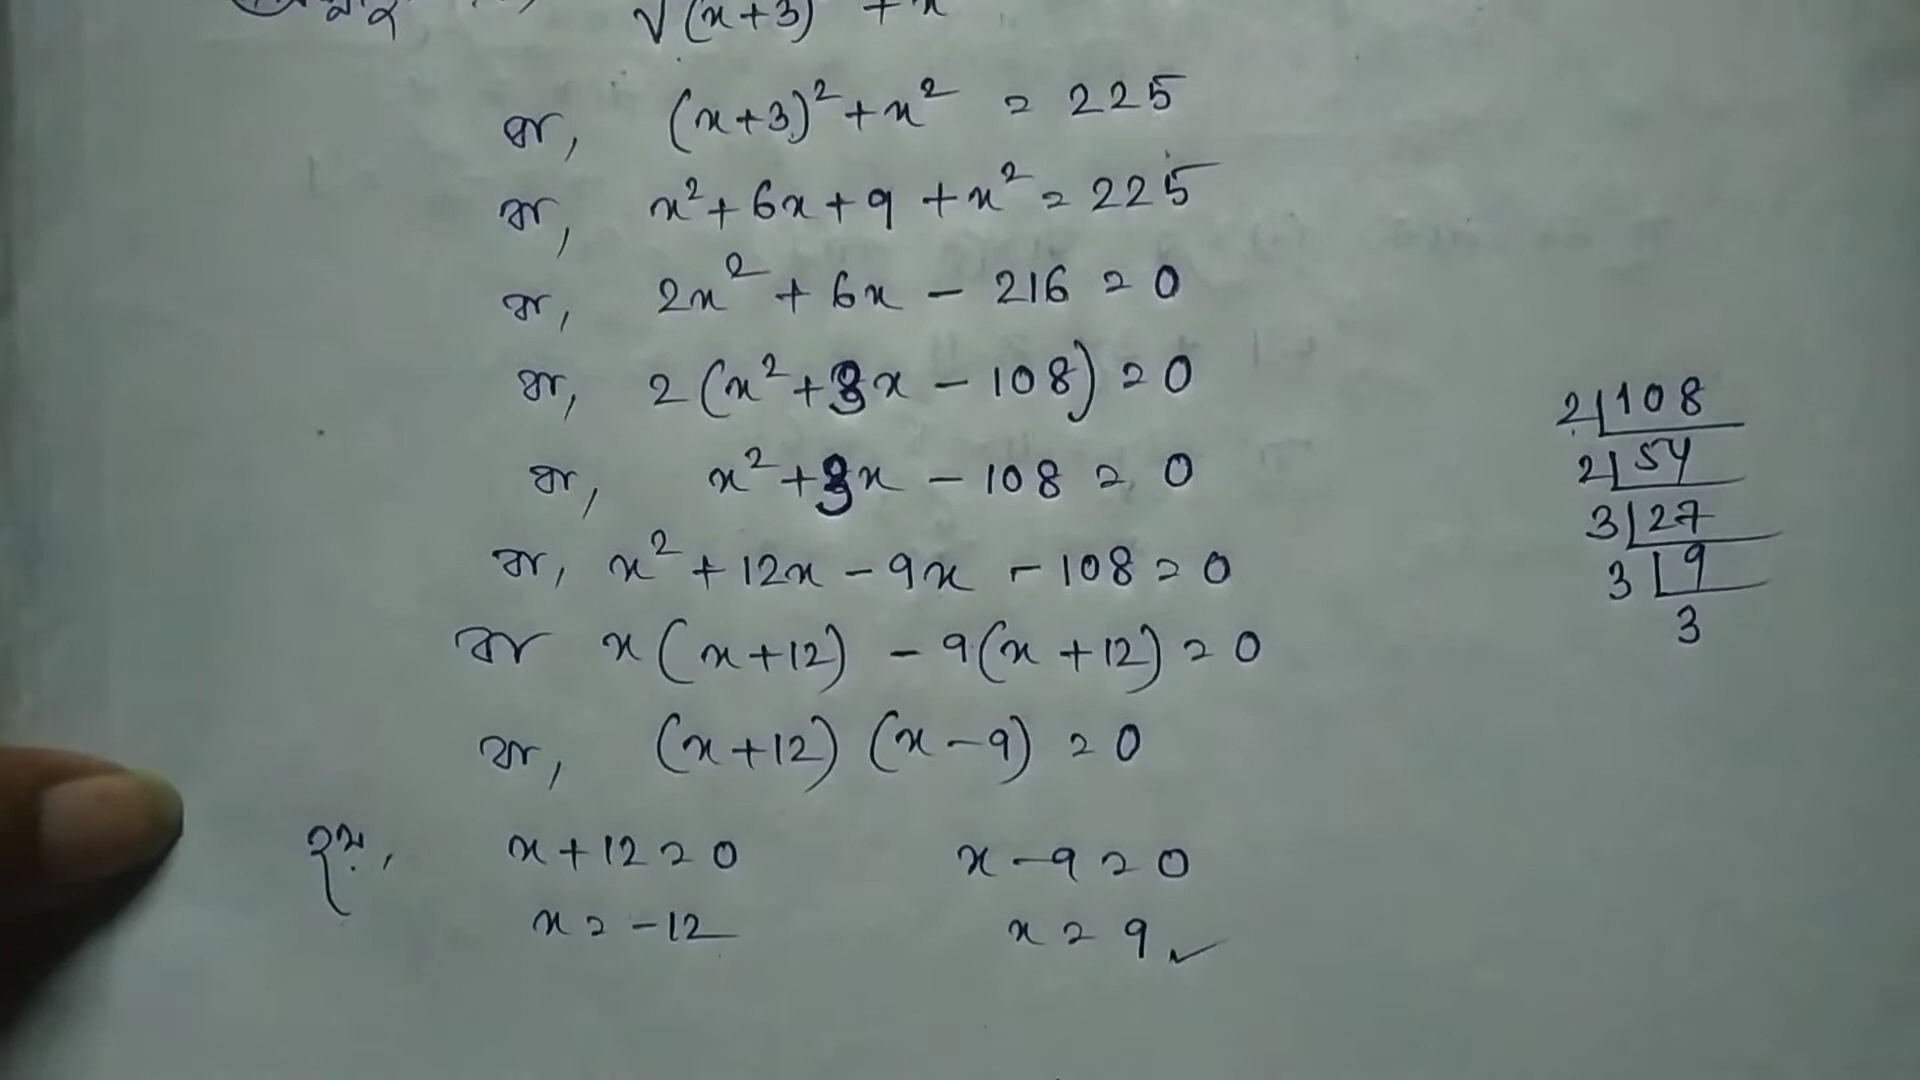 √(x+3) + x
বা, (x+3)² + x² = 225
বা, x² + 6x + 9 + x² = 225
বা, 2x² + 6x - 216 = 0
বা, 2(x² + 3x - 108) = 0
বা, x² + 3x - 108 = 0
বা, x² + 12x - 9x - 108 = 0
বা x(x+12) - 9(x+12) = 0
বা, (x+12) (x-9) = 0
হয়, x + 12 = 0 x - 9 = 0
x = -12 x = 9 ✓
2|108
2|54
3|27
3|9
3